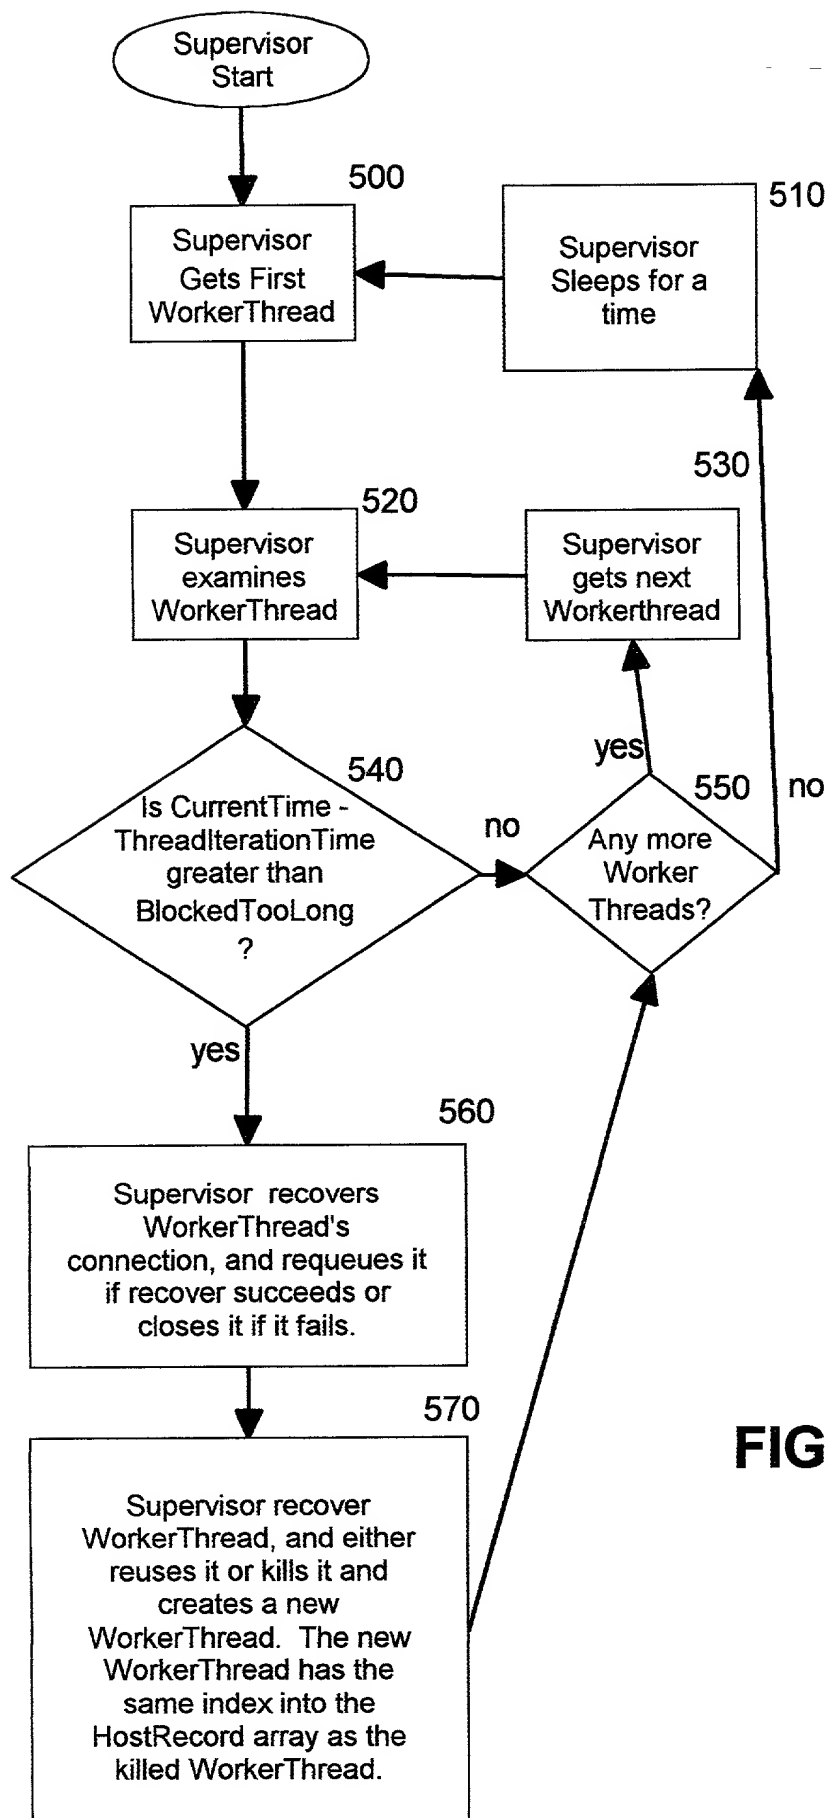 Supervisor
Start
500
Supervisor
Gets First
WorkerThread
510
Supervisor
Sleeps for a
time
520
Supervisor
examines
WorkerThread
530
Supervisor
gets next
Workerthread
540
Is CurrentTime -
ThreadIterationTime
greater than
BlockedTooLong
?
no
yes
550
no
Any more
Worker
Threads?
yes
560
Supervisor recovers
WorkerThread's
connection, and requeues it
if recover succeeds or
closes it if it fails.
570
Supervisor recover
WorkerThread, and either
reuses it or kills it and
creates a new
WorkerThread. The new
WorkerThread has the
same index into the
HostRecord array as the
killed WorkerThread.
FIG